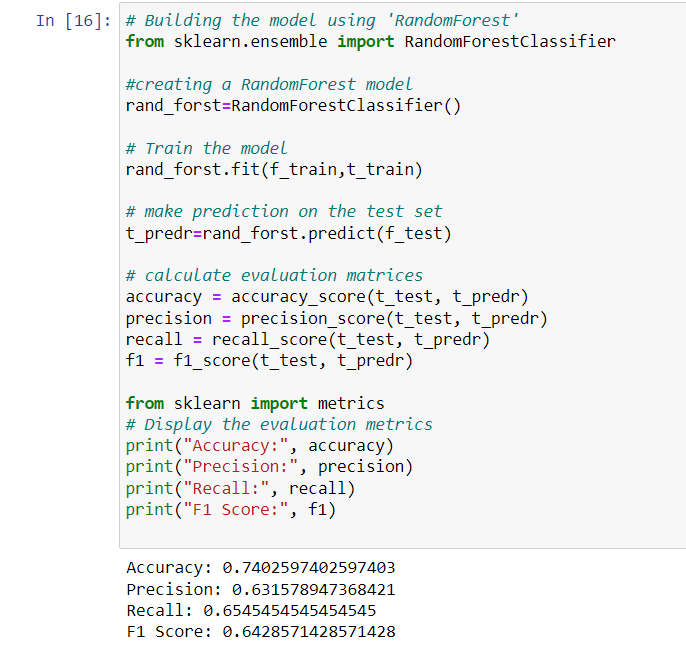 In [16]: # Building the model using 'RandomForest'
from sklearn.ensemble import RandomForestClassifier
#creating a RandomForest model
rand_forst=RandomForestClassifier()
# Train the model
rand_forst.fit(f_train,t_train)
# make prediction on the test set
t_predr=rand_forst.predict(f_test)
# calculate evaluation matrices
accuracy = accuracy_score(t_test, t_predr)
precision = precision_score(t_test, t_predr)
recall = recall_score(t_test, t_predr)
f1 = f1_score(t_test, t_predr)
from sklearn import metrics
# Display the evaluation metrics
print("Accuracy:", accuracy)
print("Precision:", precision)
print("Recall:", recall)
print("F1 Score:", f1)
Accuracy: 0.7402597402597403
Precision: 0.631578947368421
Recall: 0.6545454545454545
F1 Score: 0.6428571428571428